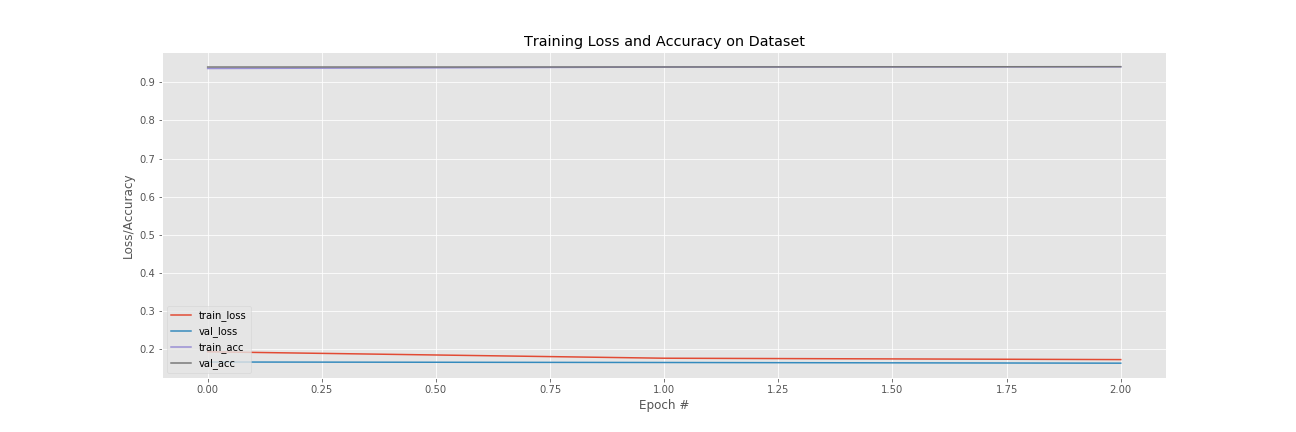 Training Loss and Accuracy on Dataset
Loss/Accuracy
0.9
0.8
0.7
0.6
0.5
0.4
0.3
0.2
train_loss
val_loss
train_acc
val_acc
0.00 0.25 0.50 0.75 1.00 1.25 1.50 1.75 2.00
Epoch #